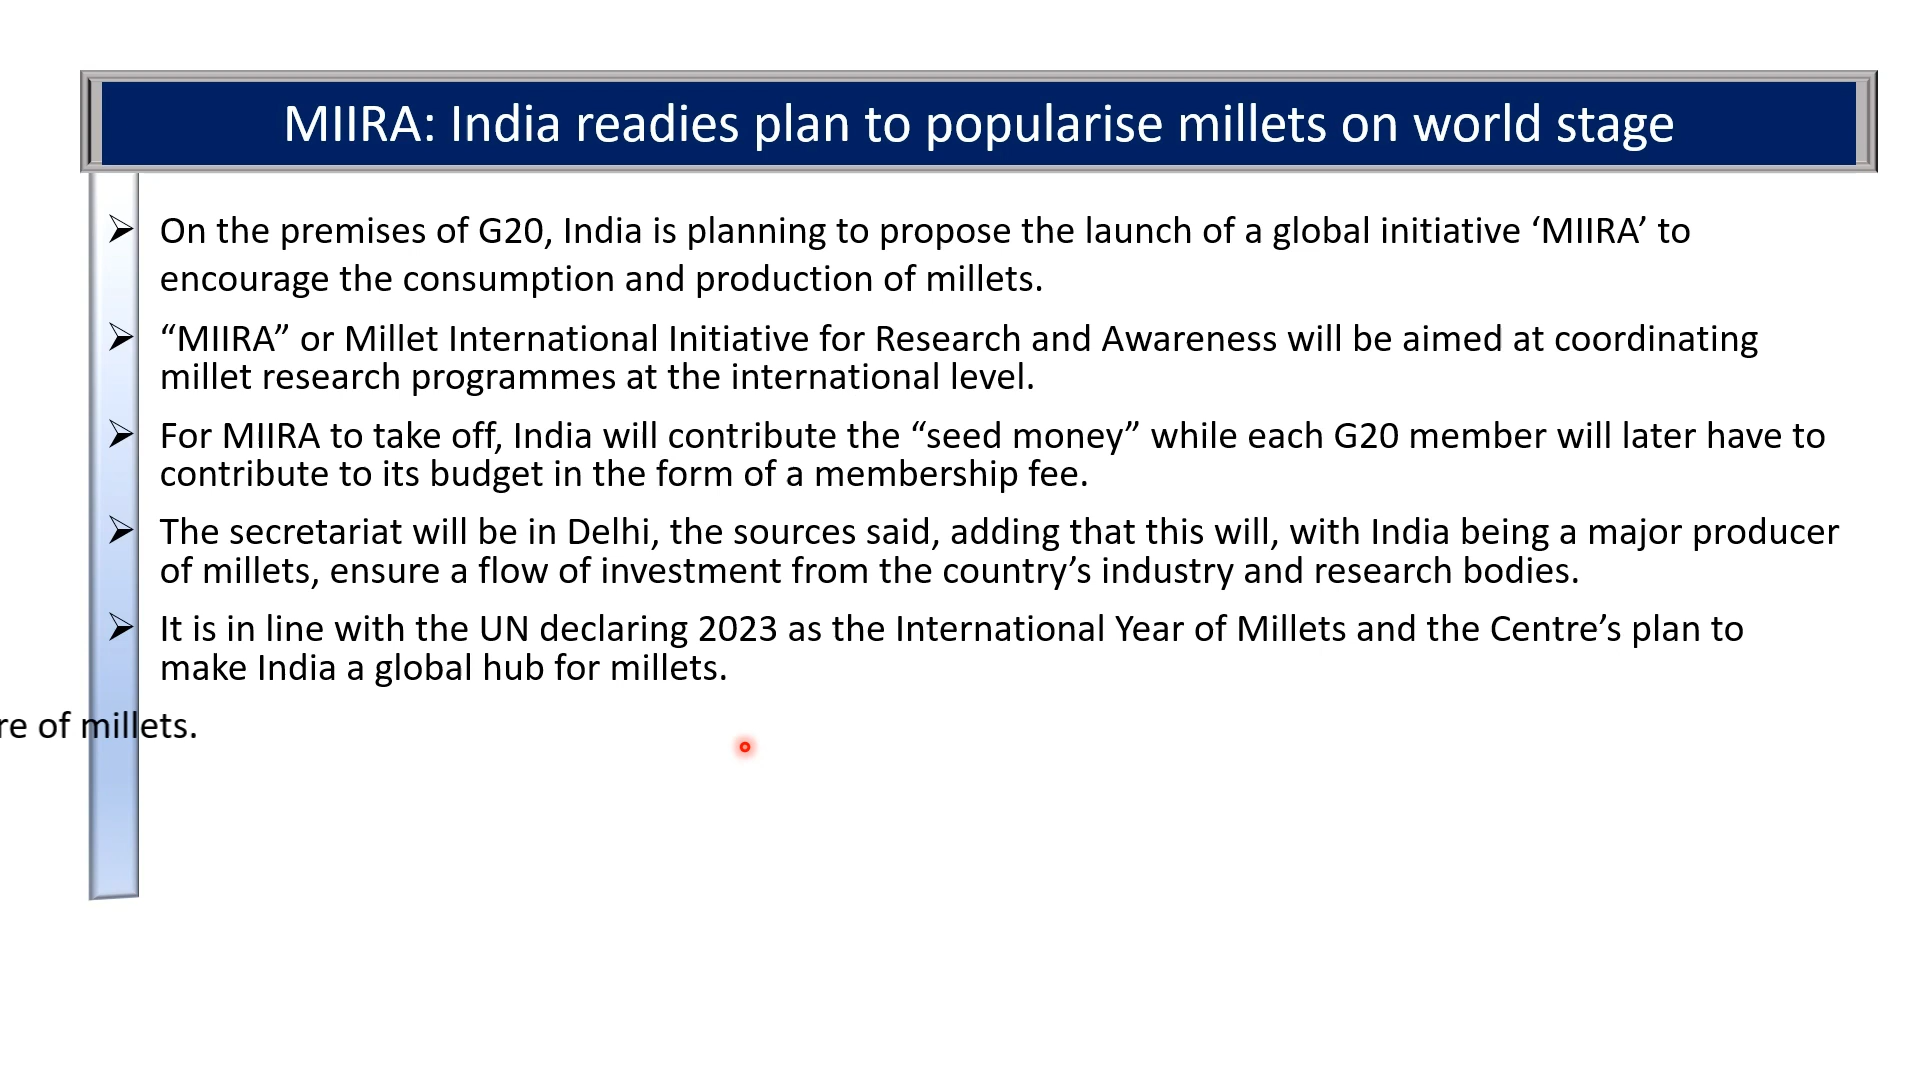 MIIRA: India readies plan to popularise millets on world stage
On the premises of G20, India is planning to propose the launch of a global initiative ‘MIIRA’ to
encourage the consumption and production of millets.
“MIIRA” or Millet International Initiative for Research and Awareness will be aimed at coordinating
millet research programmes at the international level.
For MIIRA to take off, India will contribute the “seed money” while each G20 member will later have to
contribute to its budget in the form of a membership fee.
The secretariat will be in Delhi, the sources said, adding that this will, with India being a major producer
of millets, ensure a flow of investment from the country’s industry and research bodies.
It is in line with the UN declaring 2023 as the International Year of Millets and the Centre’s plan to
make India a global hub for millets.
re of millets.